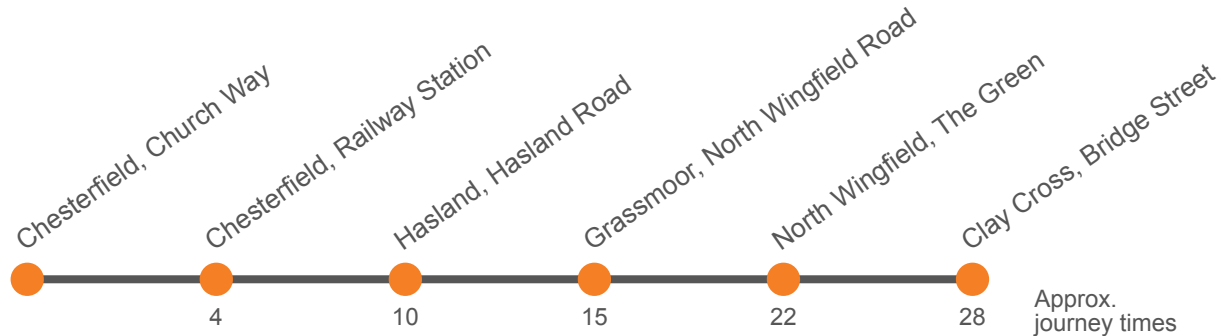 Chesterfield, Church Way
Chesterfield, Railway Station
Hasland, Hasland Road
Grassmoor, North Wingfield Road
North Wingfield, The Green
Clay Cross, Bridge Street
4
10
15
22
28
Approx.
journey times